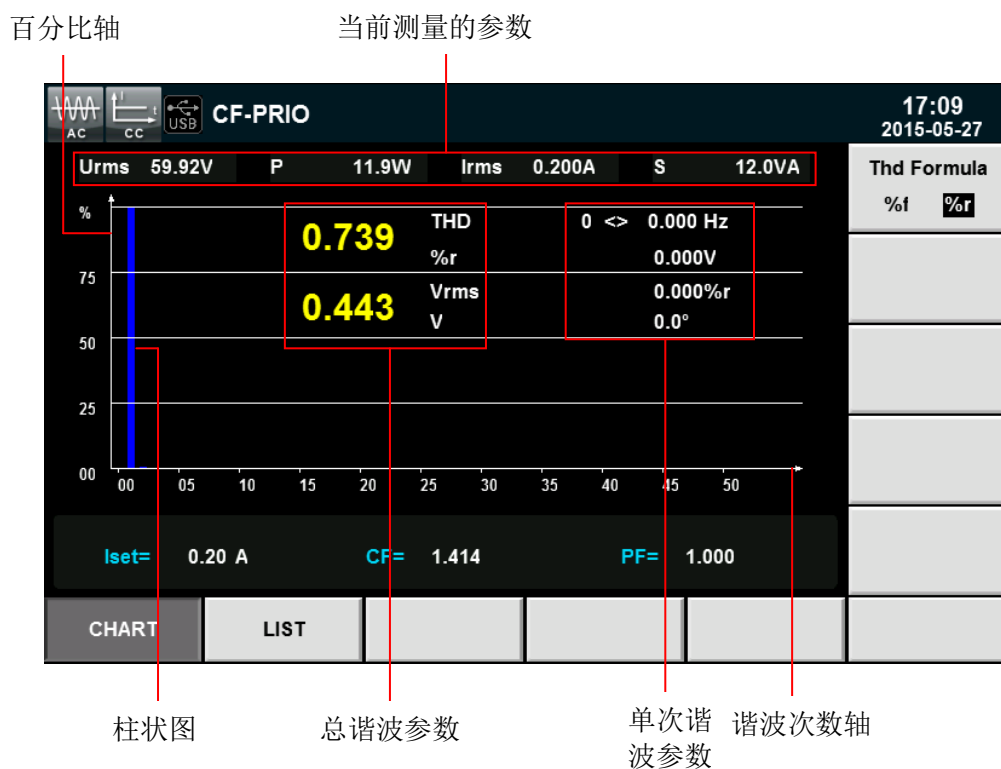 百分比轴
当前测量的参数
AC
I
t
CC
USB
CF-PRIO
17:09
2015-05-27
Urms 59.92V P 11.9W Irms 0.200A S 12.0VA
Thd Formula
%f %r
%
0.739 THD
%r
0.443 Vrms
V
0 <> 0.000 Hz
0.000V
0.000%r
0.0°
75
50
25
00
00 05 10 15 20 25 30 35 40 45 50
Iset= 0.20 A CF= 1.414 PF= 1.000
CHART LIST
柱状图
总谐波参数
单次谐
波参数
谐波次数轴